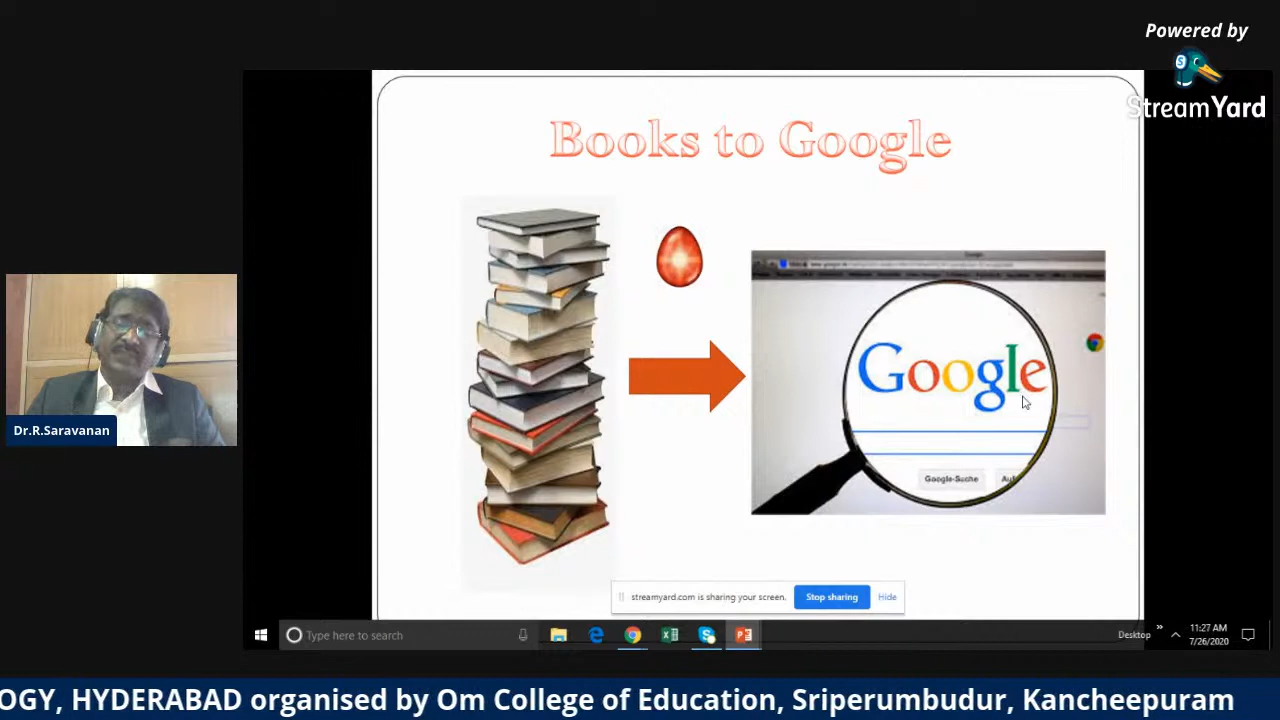 Powered by
StreamYard
Books to Google
Google
Google-Suche
Dr.R.Saravanan
streamyard.com is sharing your screen.
Stop sharing
Hide
Type here to search
Desktop
11:27 AM
7/26/2020
OGY, HYDERABAD organised by Om College of Education, Sriperumbudur, Kancheepuram